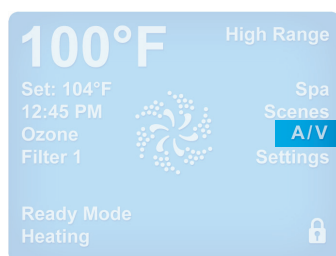 100°F
High Range
Set: 104°F
Spa
12:45 PM
Scenes
Ozone
A/V
Filter 1
Settings
Ready Mode
Heating